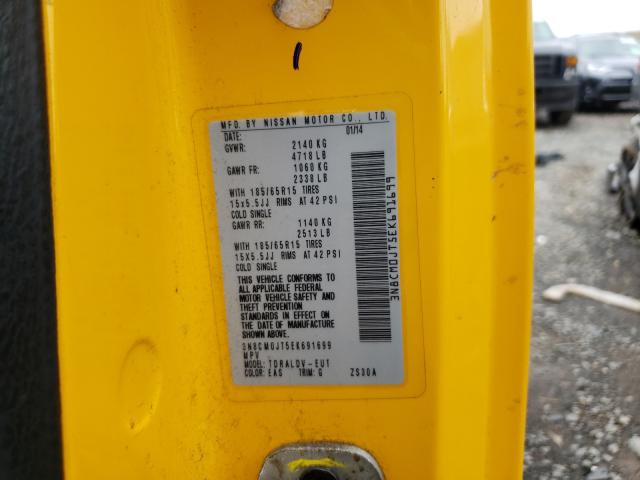 MFD. BY NISSAN MOTOR CO., LTD.
DATE: 01/14
GVWR: 2140 KG
4718 LB
GAWR FR: 1060 KG
2338 LB
WITH 185/65R15 TIRES
15x5.5JJ RIMS AT 42 PSI
COLD SINGLE
GAWR RR: 1140 KG
2513 LB
WITH 185/65R15 TIRES
15X5.5JJ RIMS AT 42 PSI
COLD SINGLE
THIS VEHICLE CONFORMS TO
ALL APPLICABLE FEDERAL
MOTOR VEHICLE SAFETY AND
THEFT PREVENTION
STANDARDS IN EFFECT ON
THE DATE OF MANUFACTURE
SHOWN ABOVE.
3N8CM0JT5EK691699
MPV
MODEL: TDRALDV-EUT
COLOR: EAS TRIM: G ZS30A
3N8CM0JT5EK691699